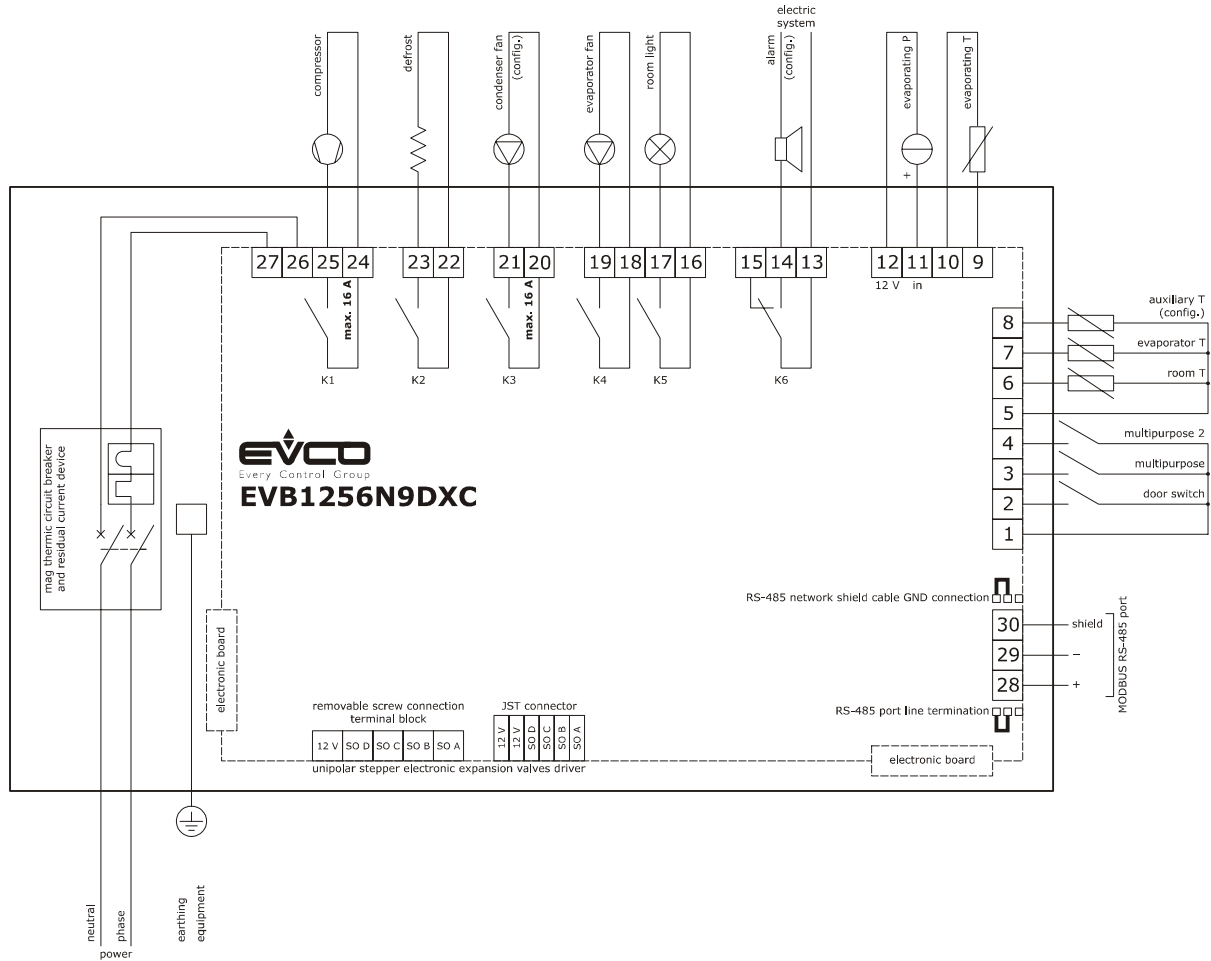 electric
system
compressor
defrost
condenser fan
(config.)
evaporator fan
room light
alarm
(config.)
evaporating P
evaporating T
+
27 26 25 24
23 22
21 20
19 18 17 16
15 14 13
12 11 10 9
12 V in
max. 16 A
max. 16 A
K1
K2
K3
K4
K5
K6
8
7
6
5
4
3
2
1
auxiliary T
(config.)
evaporator T
room T
multipurpose 2
multipurpose
door switch
mag thermic circuit breaker
and residual current device
EVCO
Every Control Group
EVB1256N9DXC
RS-485 network shield cable GND connection
30
29
28
shield
–
+
MODBUS RS-485 port
RS-485 port line termination
electronic board
removable screw connection
terminal block
12 V SO D SO C SO B SO A
JST connector
12 V
12 V
SO D
SO C
SO B
SO A
unipolar stepper electronic expansion valves driver
electronic board
neutral
phase
power
earthing
equipment